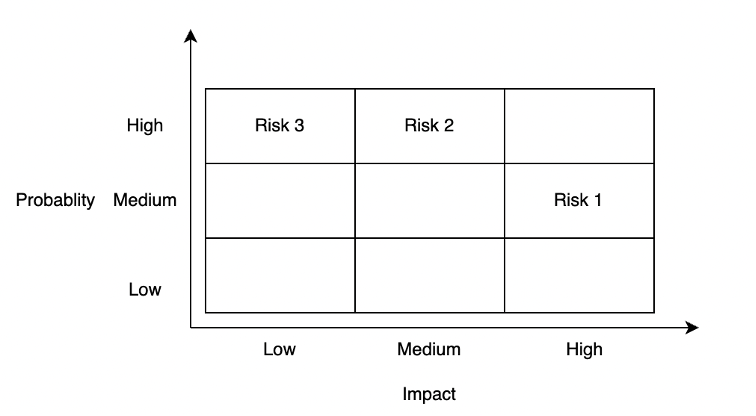 High Risk 3 Risk 2
Probablity Medium Risk 1
Low
Low Medium High
Impact